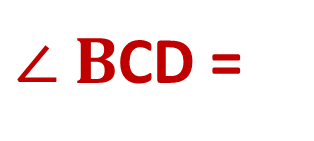 ∠ BCD =